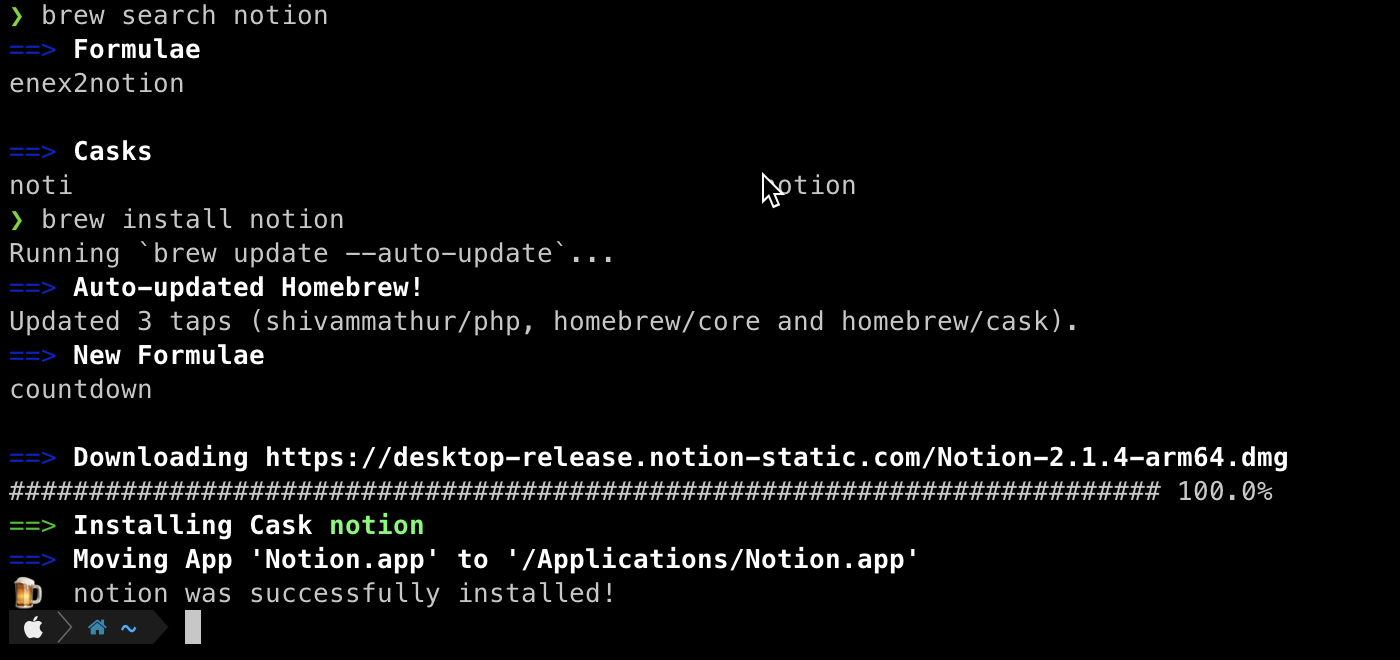 ❯ brew search notion
==> Formulae
enex2notion
==> Casks
noti notion
❯ brew install notion
Running `brew update --auto-update`...
==> Auto-updated Homebrew!
Updated 3 taps (shivammathur/php, homebrew/core and homebrew/cask).
==> New Formulae
countdown
==> Downloading https://desktop-release.notion-static.com/Notion-2.1.4-arm64.dmg
######################################################################## 100.0%
==> Installing Cask notion
==> Moving App 'Notion.app' to '/Applications/Notion.app'
🍺 notion was successfully installed!
~